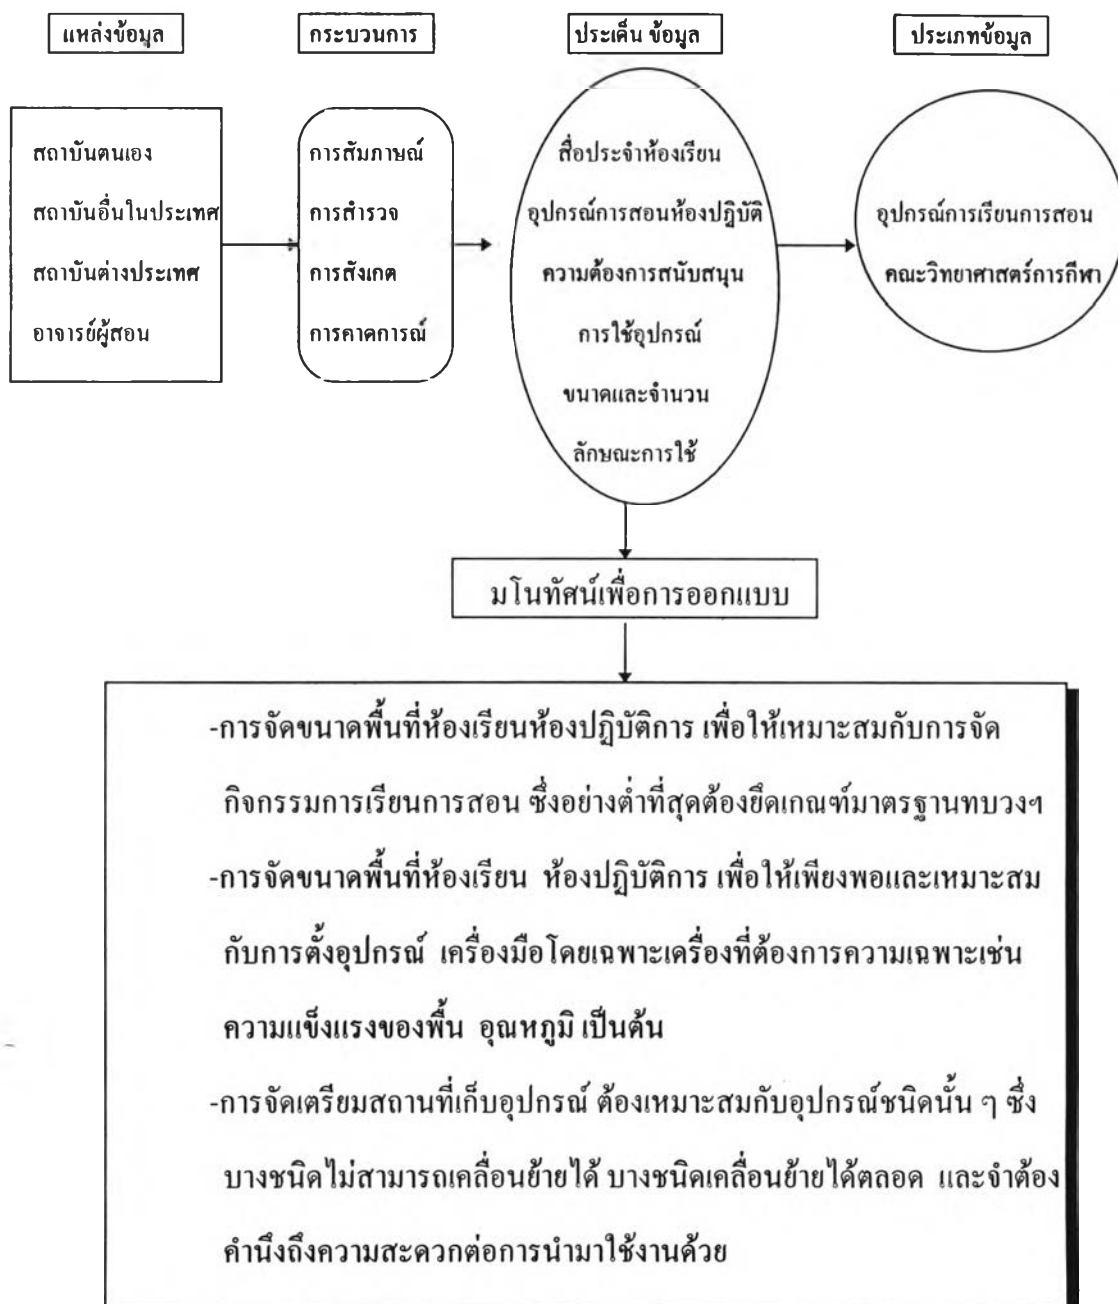 แหล่งข้อมูล
กระบวนการ
ประเด็น ข้อมูล
ประเภทข้อมูล
สถาบันตนเอง
สถาบันอื่นในประเทศ
สถาบันต่างประเทศ
อาจารย์ผู้สอน
การสัมภาษณ์
การสำรวจ
การสังเกต
การคาดการณ์
สื่อประจำห้องเรียน
อุปกรณ์การสอนห้องปฎิบัติ
ความต้องการสนับสนุน
การใช้อุปกรณ์
ขนาดและจำนวน
ลักษณะการใช้
อุปกรณ์การเรียนการสอน
คณะวิทยาศาสตร์การกีฬา
มโนทัศน์เพื่อการออกแบบ
-การจัดขนาดพื้นที่ห้องเรียนห้องปฏิบัติการ เพื่อให้เหมาะสมกับการจัด
กิจกรรมการเรียนการสอน ซึ่งอย่างต่ำที่สุดต้องยึดเกณฑ์มาตรฐานทบวงฯ
-การจัดขนาดพื้นที่ห้องเรียน ห้องปฏิบัติการ เพื่อให้เพียงพอและเหมาะสม
กับการตั้งอุปกรณ์ เครื่องมือโดยเฉพาะเครื่องที่ต้องการความเฉพาะเช่น
ความแข็งแรงของพื้น อุณหภูมิ เป็นต้น
-การจัดเตรียมสถานที่เก็บอุปกรณ์ ต้องเหมาะสมกับอุปกรณ์ชนิดนั้น ๆ ซึ่ง
บางชนิดไม่สามารถเคลื่อนย้ายได้ บางชนิดเคลื่อนย้ายได้ตลอด และจำต้อง
คำนึงถึงความสะดวกต่อการนำมาใช้งานด้วย